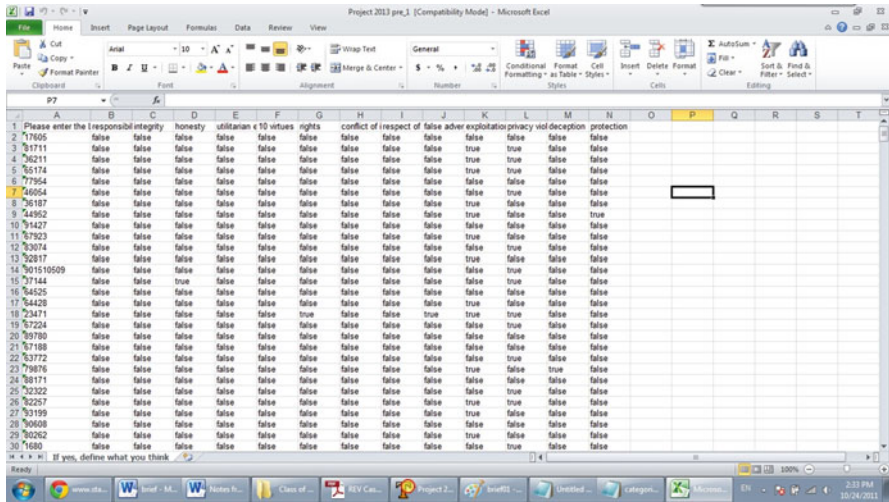 Project 2013 pre_1 [Compatibility Mode] - Microsoft Excel
File Home Insert Page Layout Formulas Data Review View
Cut
Copy
Format Painter
Paste
Clipboard
Arial 10
Font
Wrap Text
Merge & Center
Alignment
General
Number
Conditional Formatting
Format as Table
Cell Styles
Styles
Insert Delete Format
Cells
AutoSum
Fill
Clear
Sort & Filter
Find & Select
Editing
P7 fx
A B C D E F G H I J K L M N O P Q R S T
1 Please enter the l responsibil integrity honesty utilitarian e 10 virtues rights conflict of i respect of false adver exploitatio privacy viol deception protection
2 17605 false false false false false false false false false false false false false
3 81711 false false false false false false false false false true true false false
4 36211 false false false false false false false false false true false false false
5 65174 false false false false false false false false false true true false false
6 77954 false false false false false false false false false false false false false
7 46054 false false false false false false false false false false true false false
8 36187 false false false false false false false false false true false false false
9 44952 false false false false false false false false false true false false true
10 91427 false false false false false false false false false false false false false
11 67923 false false false false false false false false false true true false false
12 83074 false false false false false false false false false false true false false
13 92817 false false false false false false false false false true false false false
14 901510509 false false false false false false false false false false true false false
15 37144 false false true false false false false false false false true false false
16 64525 false false false false false false false false false false false false false
17 64428 false false false false false false false false false true false false false
18 23471 false false false false false true false false true true true false false
19 67224 false false false false false false false false false false true false false
20 89780 false false false false false false false false false false false false false
21 67188 false false false false false false false false false false false false false
22 63772 false false false false false false false false false false true false false
23 79876 false false false false false false false false false true false true false
24 88171 false false false false false false false false false false false false false
25 32322 false false false false false false false false false false true false false
26 82257 false false false false false false false false false true true false false
27 93199 false false false false false false false false false true false false false
28 90608 false false false false false false false false false false false false false
29 80262 false false false false false false false false false true true false false
30 1680 false false false false false false false false false false true false false
If yes, define what you think
Ready 100%
www.sta... brief - M... Notes fr... Class of ... REV Cas... Project 2... brief01 -... Untitled ... categori... Microso...
EN 2:33 PM
10/24/201